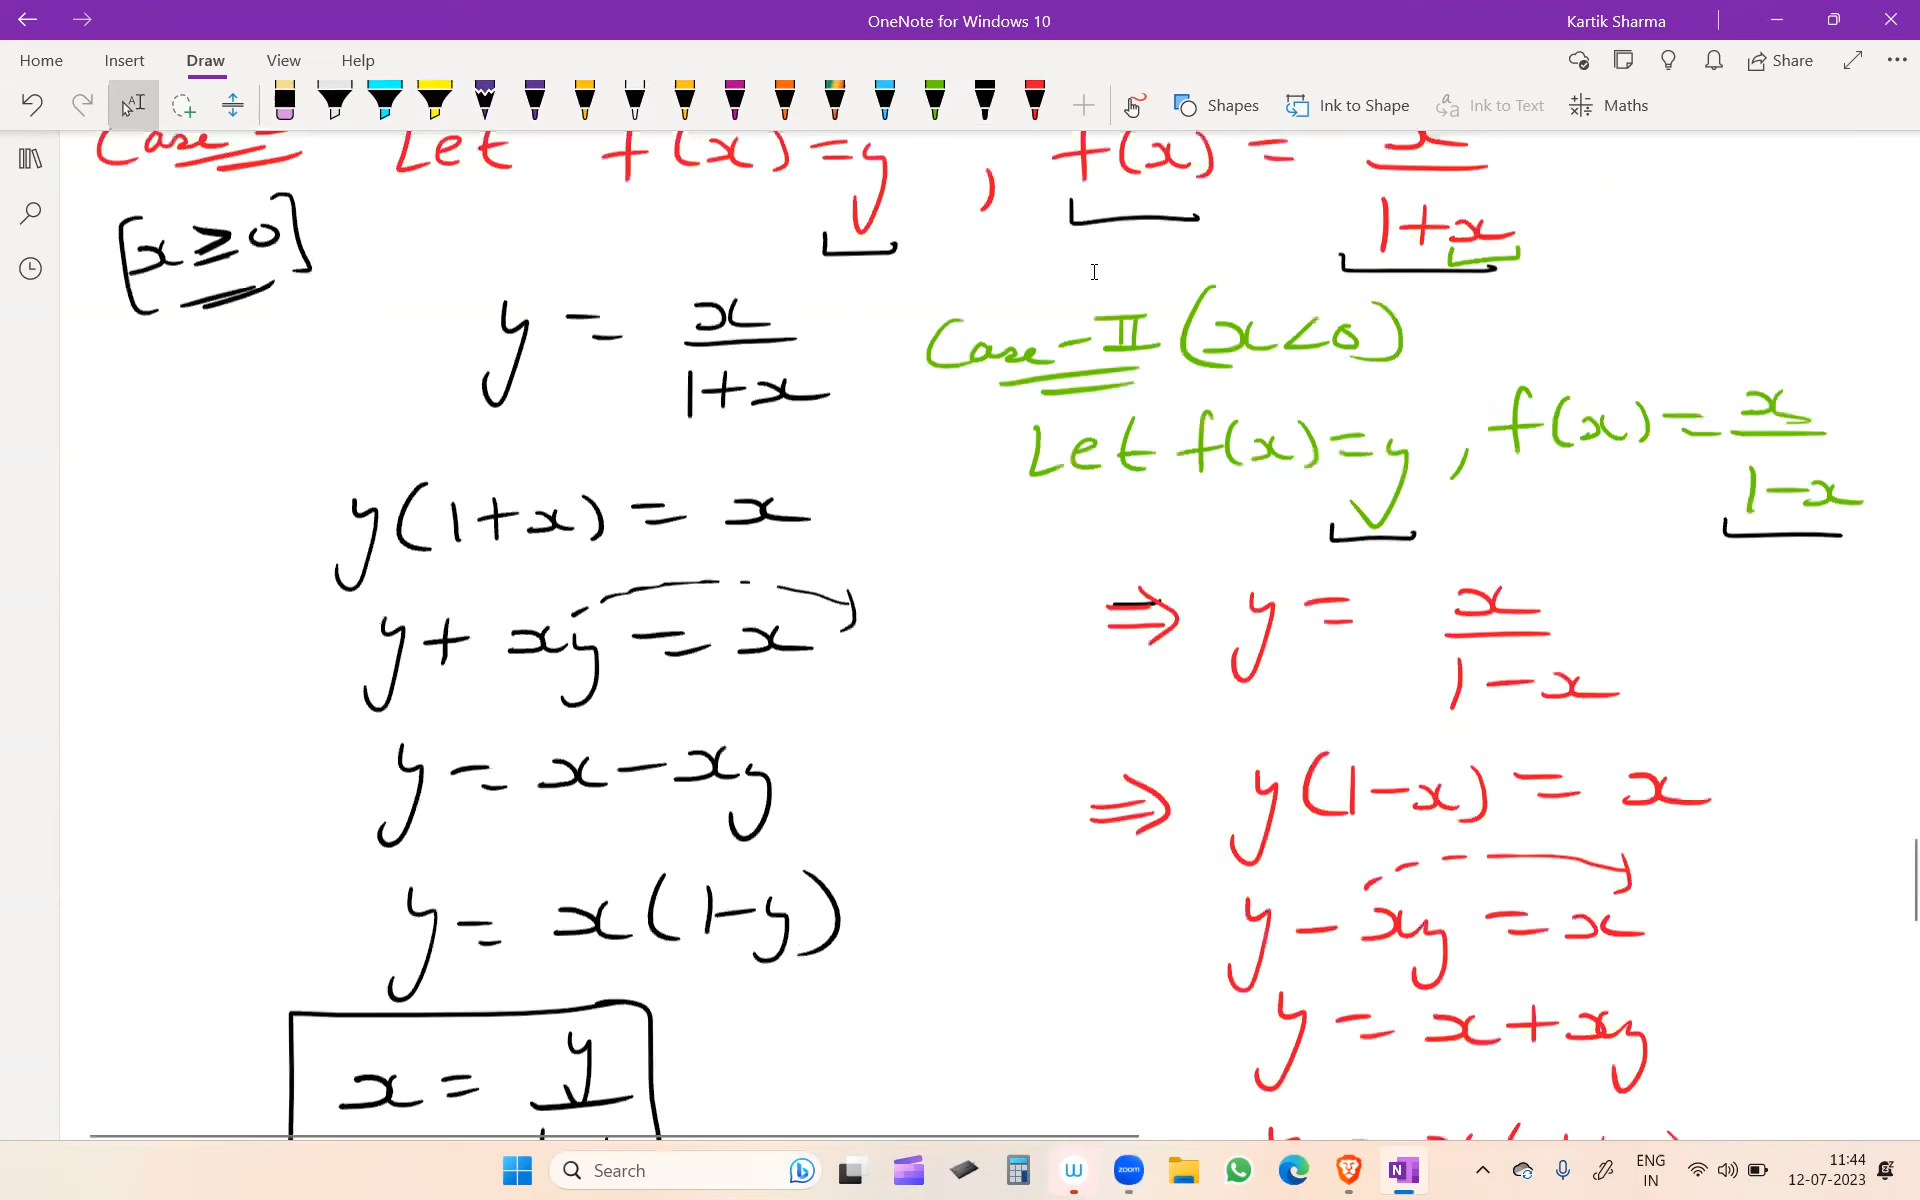 OneNote for Windows 10
Kartik Sharma
Home Insert Draw View Help
Share
Shapes Ink to Shape Ink to Text Maths
Case Let f(x) = y , f(x) = x / 1+x
[x ≥ 0]
y = x / 1+x
y(1+x) = x
y + xy = x
y = x - xy
y = x(1-y)
x = y
Case-II (x<0)
Let f(x) = y , f(x) = x / 1-x
⇒ y = x / 1-x
⇒ y(1-x) = x
y - xy = x
y = x + xy
Search
zoom
ENG
IN
11:44
12-07-2023